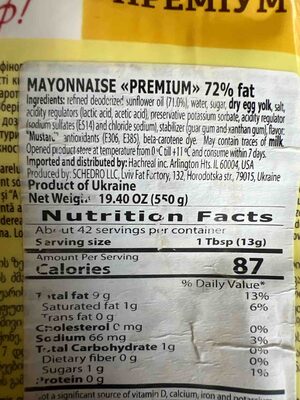 ПРЕМІУМ
MAYONNAISE «PREMIUM» 72% fat
Ingredients: refined deodorized sunflower oil (71.0%), water, sugar, dry egg yolk, salt,
acidity regulators (lactic acid, acetic acid), preservative potassium sorbate, acidity regulator
(sodium sulfates (E514) and chloride sodium), stabilizer (guar gum and xanthan gum), flavor:
"Mustard", antioxidants (E306, E385), beta-carotene dye. May contain traces of milk.
Opened product store at temperature from 0°C till +11°C and consume within 7 days.
Imported and distributed by: Hachreal inc. Arlington Hts. IL 60004, USA
Produced by: SCHEDRO LLC, Lviv Fat Factory, 132, Horodotska str., 79015, Ukraine
Product of Ukraine
Net Weight: 19.40 OZ (550 g)
Nutrition Facts
About 42 servings per container
Serving size 1 Tbsp (13g)
Amount Per Serving
Calories 87
% Daily Value*
Total fat 9 g 13%
Saturated fat 1g 6%
Trans fat 0 g
Cholesterol 0 mg 0%
Sodium 66 mg 3%
Total Carbohydrate 1g 0%
Dietary fiber 0 g 0%
Sugars 1 g 1%
Protein 0 g
Not a significant source of vitamin D, calcium, iron and potassium